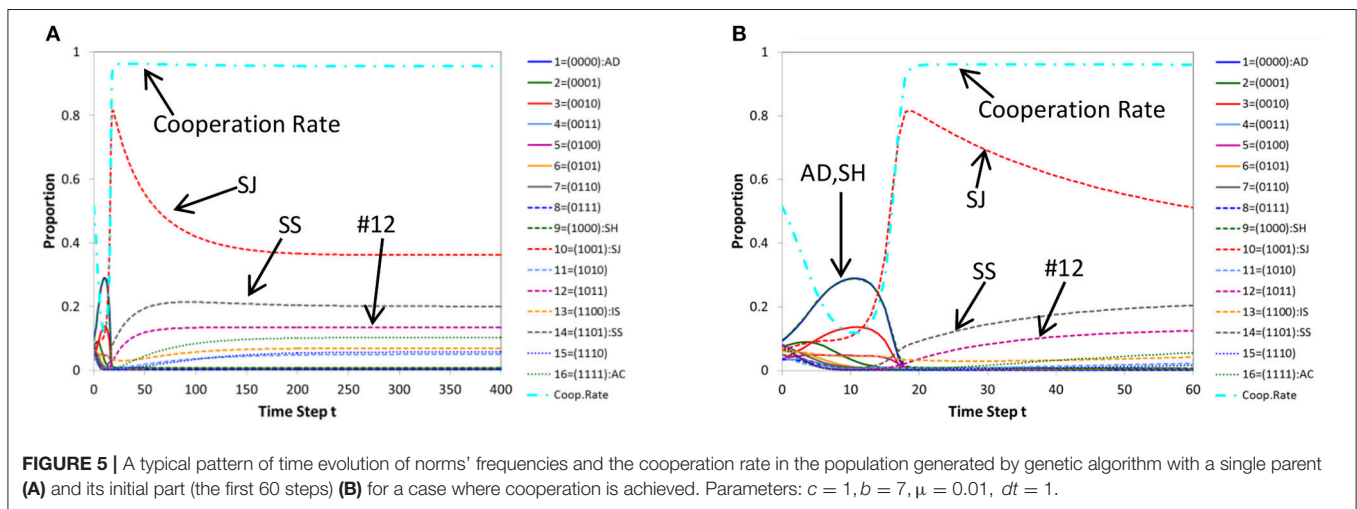 A
Proportion
1
0.8
0.6
0.4
0.2
0
0
50
100
150
200
250
300
350
400
Time Step t
Cooperation Rate
SJ
SS
#12
1=(0000):AD
2=(0001)
3=(0010)
4=(0011)
5=(0100)
6=(0101)
7=(0110)
8=(0111)
9=(1000):SH
10=(1001):SJ
11=(1010)
12=(1011)
13=(1100):IS
14=(1101):SS
15=(1110)
16=(1111):AC
Coop.Rate
B
Proportion
1
0.8
0.6
0.4
0.2
0
0
10
20
30
40
50
60
Time Step t
Cooperation Rate
AD,SH
SJ
SS
#12
1=(0000):AD
2=(0001)
3=(0010)
4=(0011)
5=(0100)
6=(0101)
7=(0110)
8=(0111)
9=(1000):SH
10=(1001):SJ
11=(1010)
12=(1011)
13=(1100):IS
14=(1101):SS
15=(1110)
16=(1111):AC
Coop.Rate
FIGURE 5 | A typical pattern of time evolution of norms' frequencies and the cooperation rate in the population generated by genetic algorithm with a single parent
(A) and its initial part (the first 60 steps) (B) for a case where cooperation is achieved. Parameters: c = 1, b = 7, μ = 0.01, dt = 1.